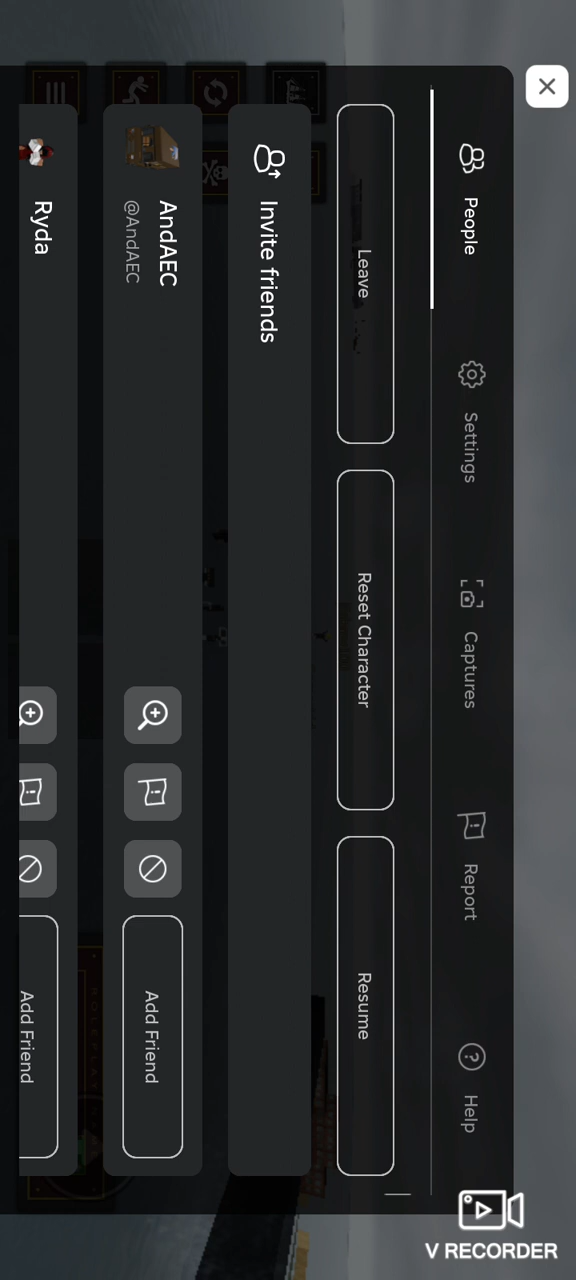 People
Settings
Captures
Report
Help
Leave
Reset Character
Resume
Invite friends
AndAEC
@AndAEC
Add Friend
Ryda
Add Friend
V RECORDER